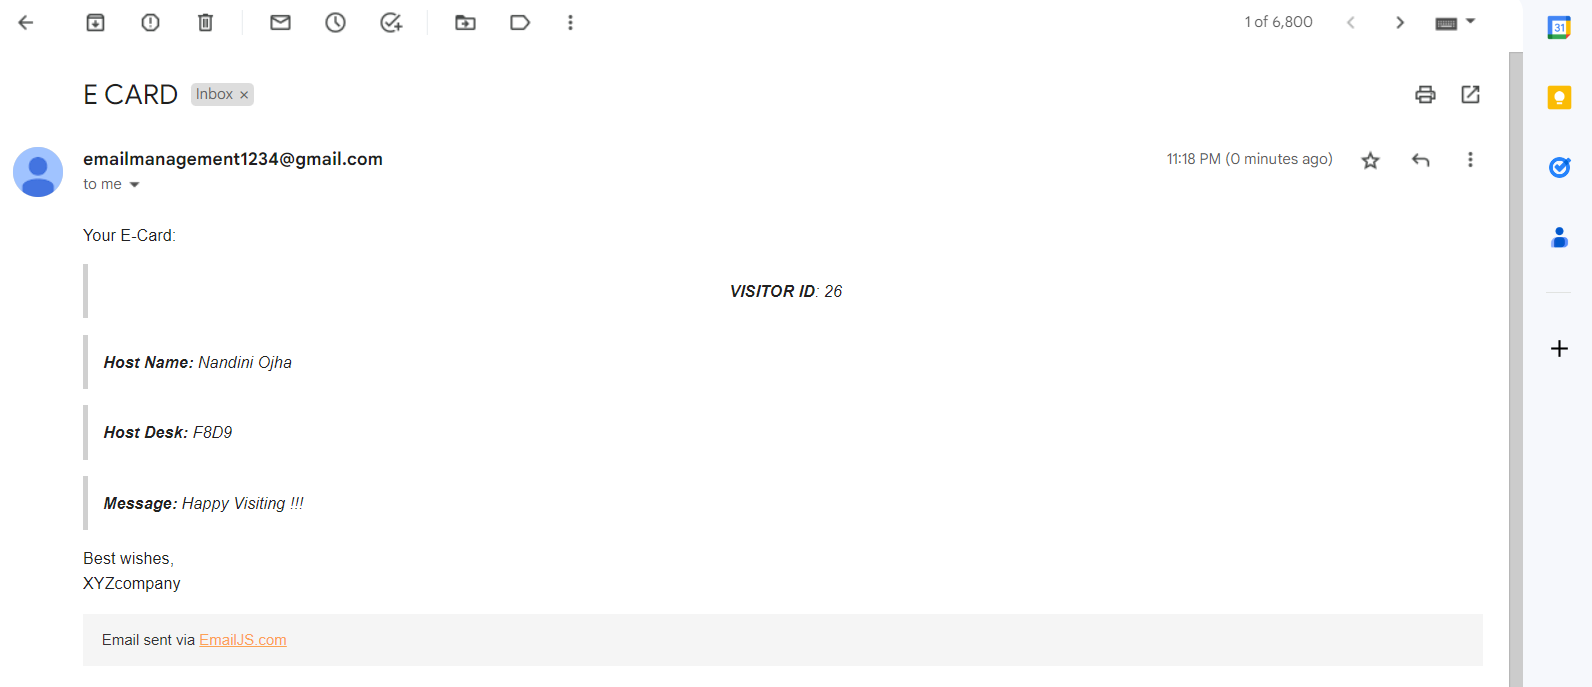 1 of 6,800
31
E CARD Inbox ×
emailmanagement1234@gmail.com 11:18 PM (0 minutes ago)
to me
Your E-Card:
VISITOR ID: 26
Host Name: Nandini Ojha
Host Desk: F8D9
Message: Happy Visiting !!!
Best wishes,
XYZcompany
Email sent via EmailJS.com